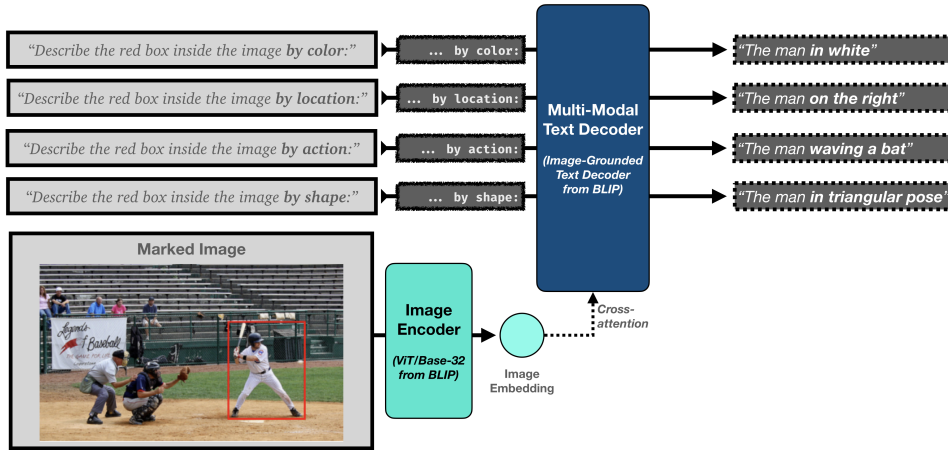 “Describe the red box inside the image by color:”
... by color:
“The man in white”
“Describe the red box inside the image by location:”
... by location:
“The man on the right”
“Describe the red box inside the image by action:”
... by action:
“The man waving a bat”
“Describe the red box inside the image by shape:”
... by shape:
“The man in triangular pose”
Multi-Modal
Text Decoder
(Image-Grounded
Text Decoder
from BLIP)
Marked Image
Legends
of Baseball
Image
Encoder
(ViT/Base-32
from BLIP)
Image
Embedding
Cross-
attention